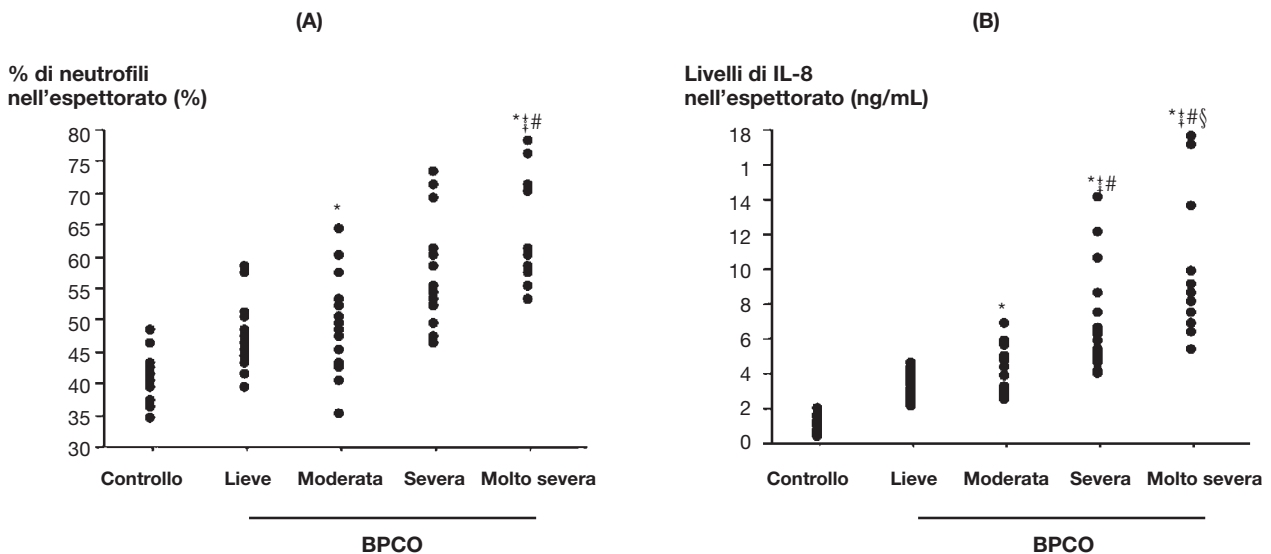 (A)
% di neutrofili
nell'espettorato (%)
*‡#
80
75
70
*
65
60
55
50
45
40
35
30
Controllo Lieve Moderata Severa Molto severa
BPCO
(B)
Livelli di IL-8
nell'espettorato (ng/mL)
*‡#§
18
1
*‡#
14
12
10
8
*
6
4
2
0
Controllo Lieve Moderata Severa Molto severa
BPCO